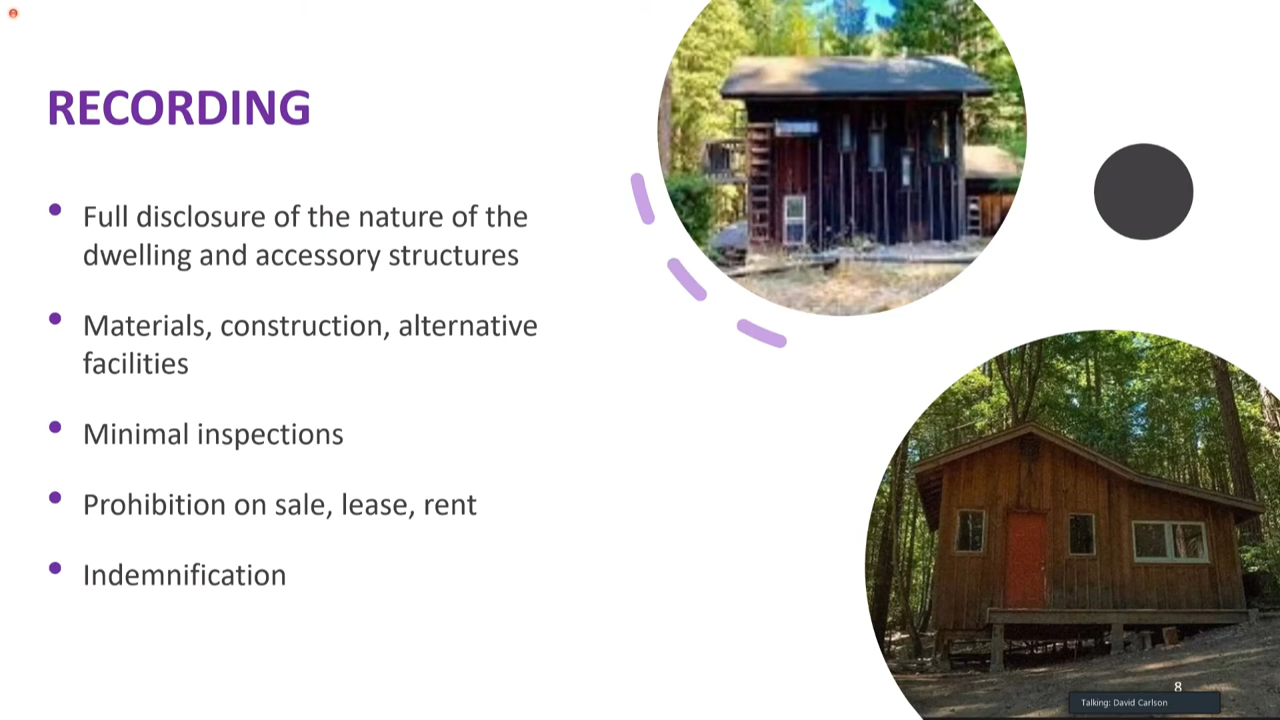 RECORDING
Full disclosure of the nature of the
dwelling and accessory structures
Materials, construction, alternative
facilities
Minimal inspections
Prohibition on sale, lease, rent
Indemnification
8
Talking: David Carlson